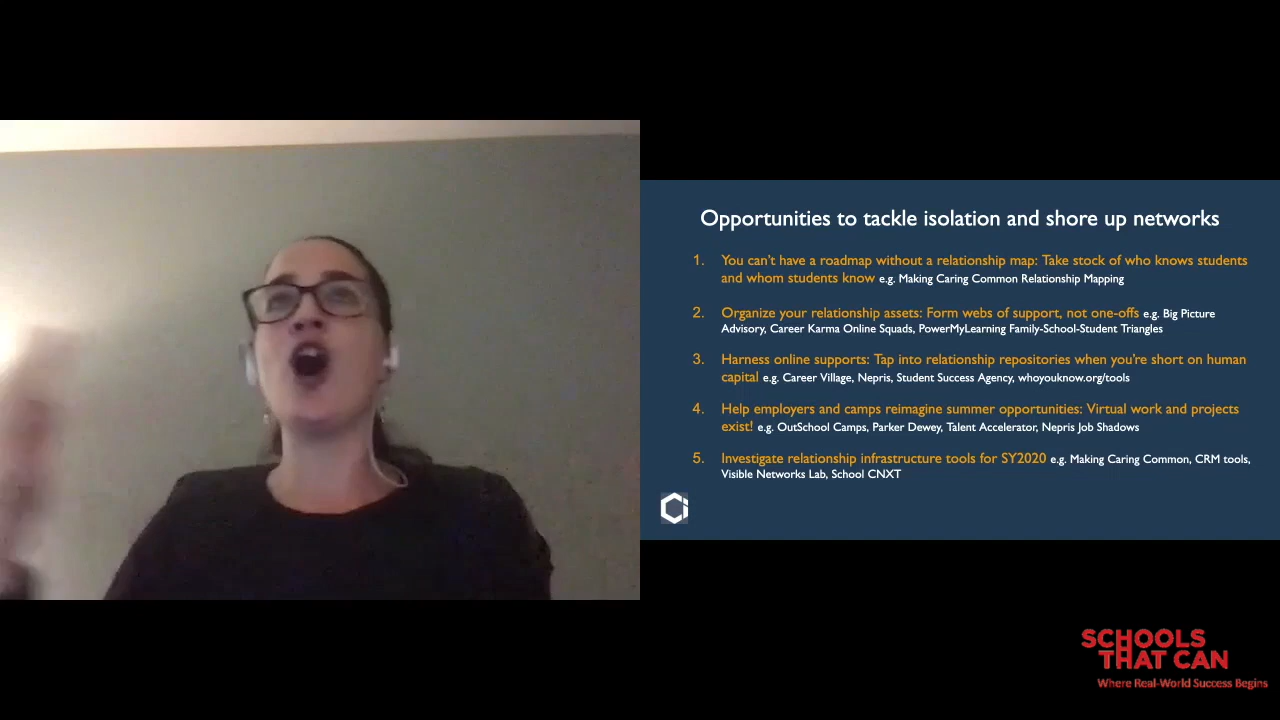 Opportunities to tackle isolation and shore up networks
1. You can't have a roadmap without a relationship map: Take stock of who knows students
and whom students know e.g. Making Caring Common Relationship Mapping
2. Organize your relationship assets: Form webs of support, not one-offs e.g. Big Picture
Advisory, Career Karma Online Squads, PowerMyLearning Family-School-Student Triangles
3. Harness online supports: Tap into relationship repositories when you're short on human
capital e.g. Career Village, Nepris, Student Success Agency, whoyouknow.org/tools
4. Help employers and camps reimagine summer opportunities: Virtual work and projects
exist! e.g. OutSchool Camps, Parker Dewey, Talent Accelerator, Nepris Job Shadows
5. Investigate relationship infrastructure tools for SY2020 e.g. Making Caring Common, CRM tools,
Visible Networks Lab, School CNXT
SCHOOLS
THAT CAN
Where Real-World Success Begins